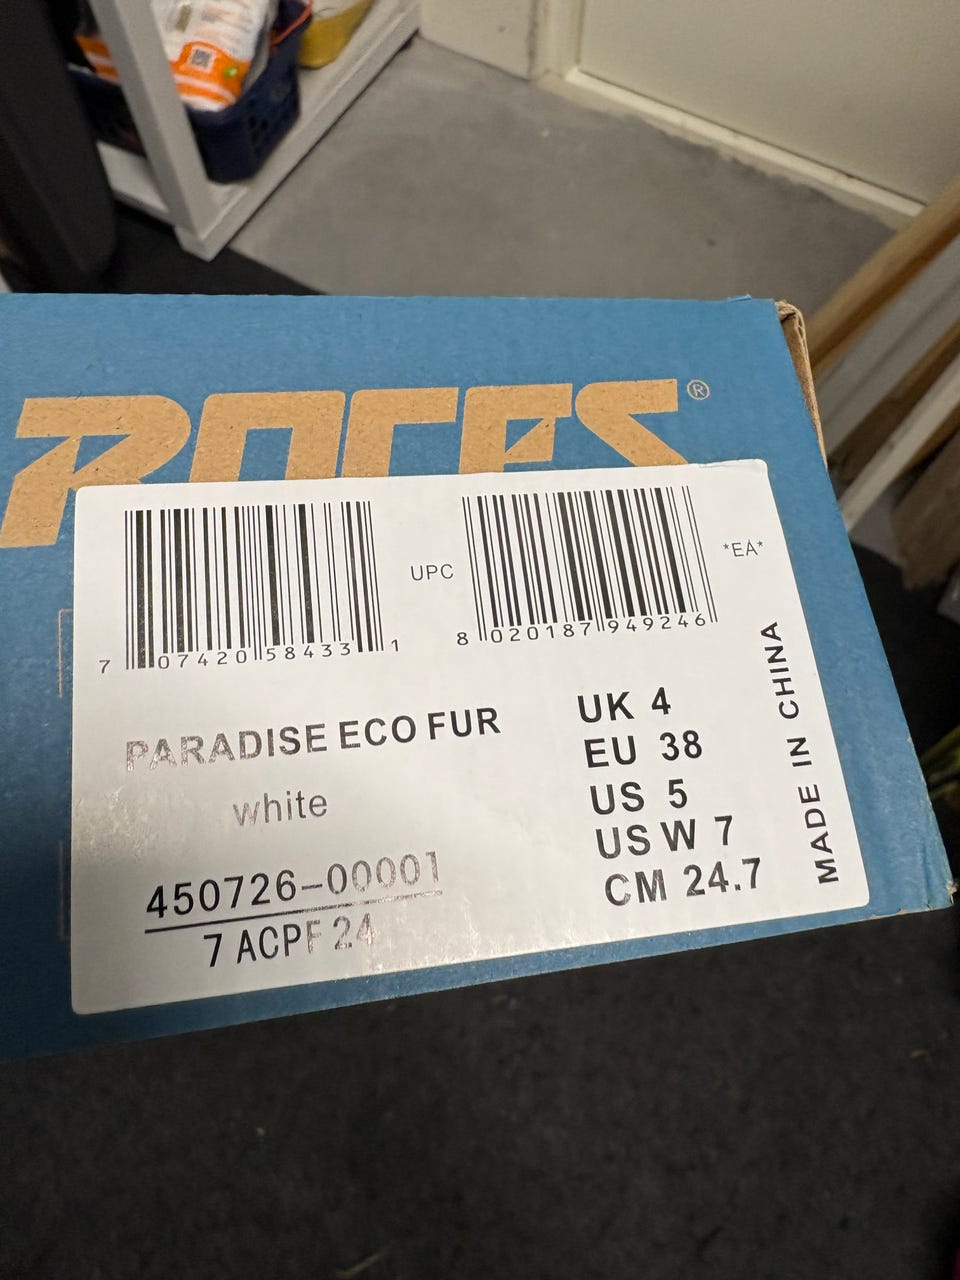 ROCES®
UPC
*EA*
7 07420 58433 1
8 020187 949246
PARADISE ECO FUR
white
450726-00001
7 ACPF 24
UK 4
EU 38
US 5
US W 7
CM 24.7
MADE IN CHINA